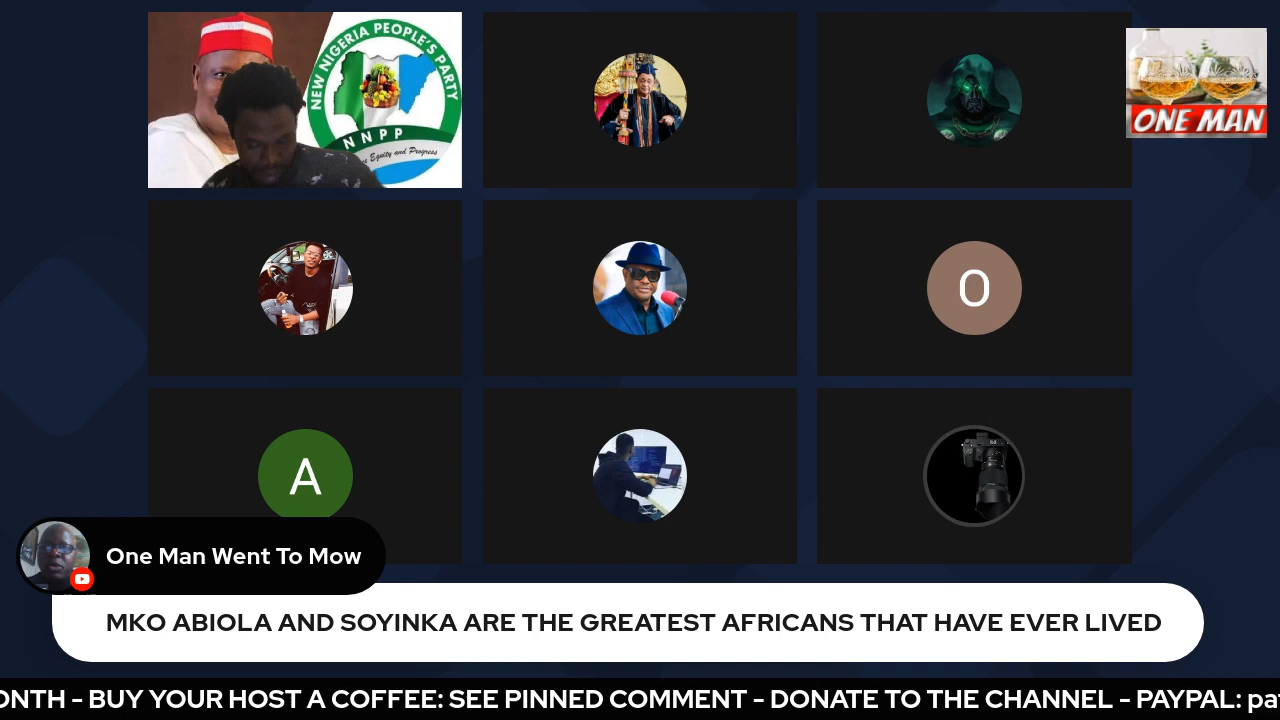 NEW NIGERIA PEOPLE'S PARTY
NNPP
Equity and Progress
ONE MAN
O
A
One Man Went To Mow
MKO ABIOLA AND SOYINKA ARE THE GREATEST AFRICANS THAT HAVE EVER LIVED
ONTH - BUY YOUR HOST A COFFEE: SEE PINNED COMMENT - DONATE TO THE CHANNEL - PAYPAL: pa